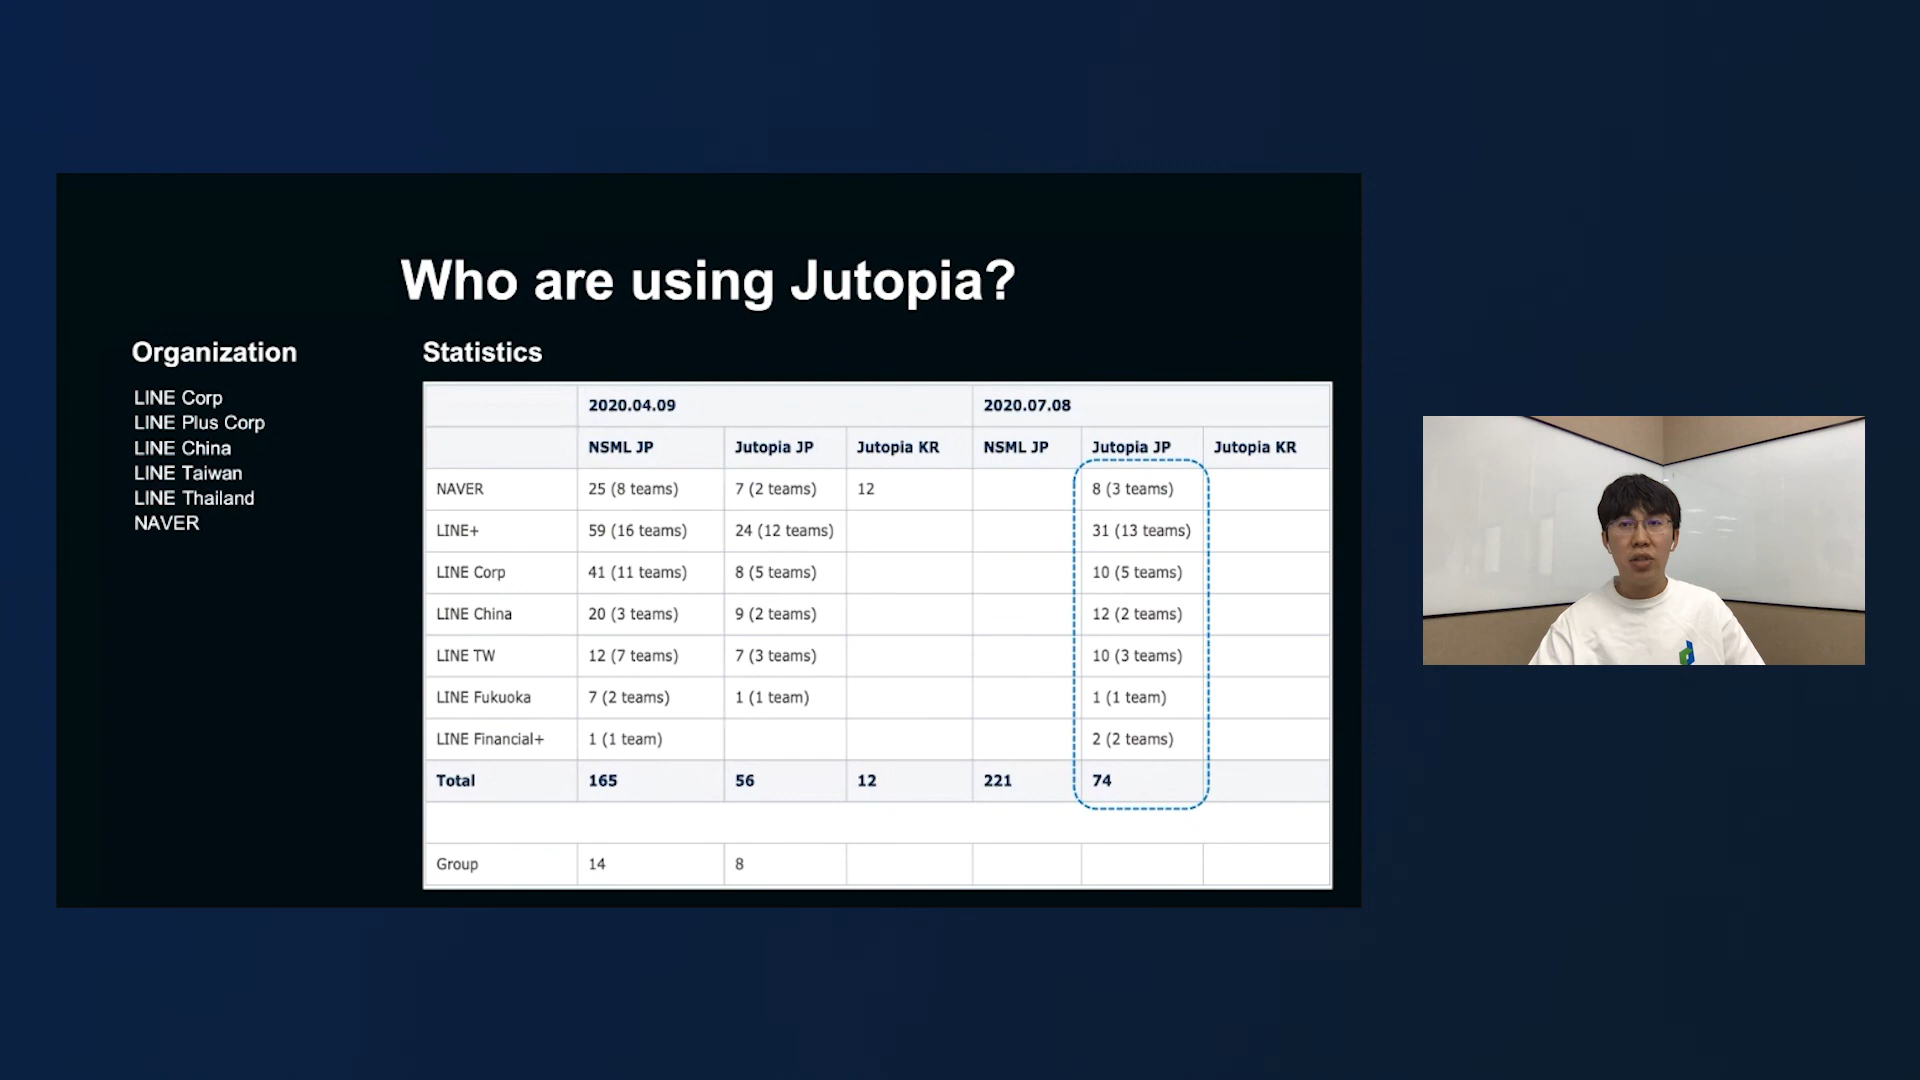 Who are using Jutopia?
Organization
LINE Corp
LINE Plus Corp
LINE China
LINE Taiwan
LINE Thailand
NAVER
Statistics
2020.04.09 2020.07.08
NSML JP Jutopia JP Jutopia KR NSML JP Jutopia JP Jutopia KR
NAVER 25 (8 teams) 7 (2 teams) 12 8 (3 teams)
LINE+ 59 (16 teams) 24 (12 teams) 31 (13 teams)
LINE Corp 41 (11 teams) 8 (5 teams) 10 (5 teams)
LINE China 20 (3 teams) 9 (2 teams) 12 (2 teams)
LINE TW 12 (7 teams) 7 (3 teams) 10 (3 teams)
LINE Fukuoka 7 (2 teams) 1 (1 team) 1 (1 team)
LINE Financial+ 1 (1 team) 2 (2 teams)
Total 165 56 12 221 74
Group 14 8